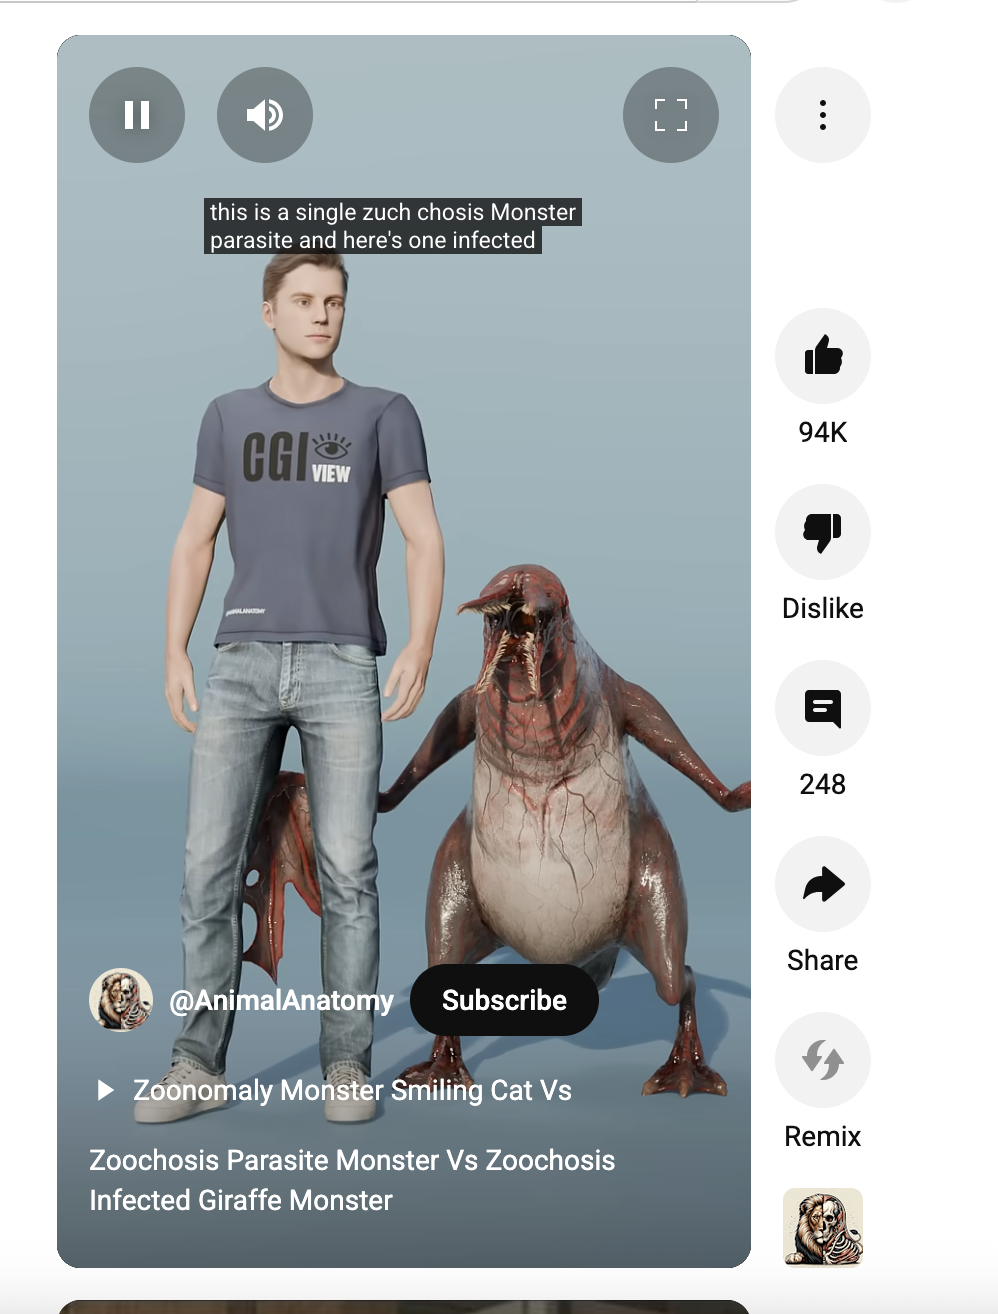 this is a single zuch chosis Monster
parasite and here's one infected
CGI
VIEW
@AnimalAnatomy
Subscribe
Zoonomaly Monster Smiling Cat Vs
Zoochosis Parasite Monster Vs Zoochosis
Infected Giraffe Monster
94K
Dislike
248
Share
Remix